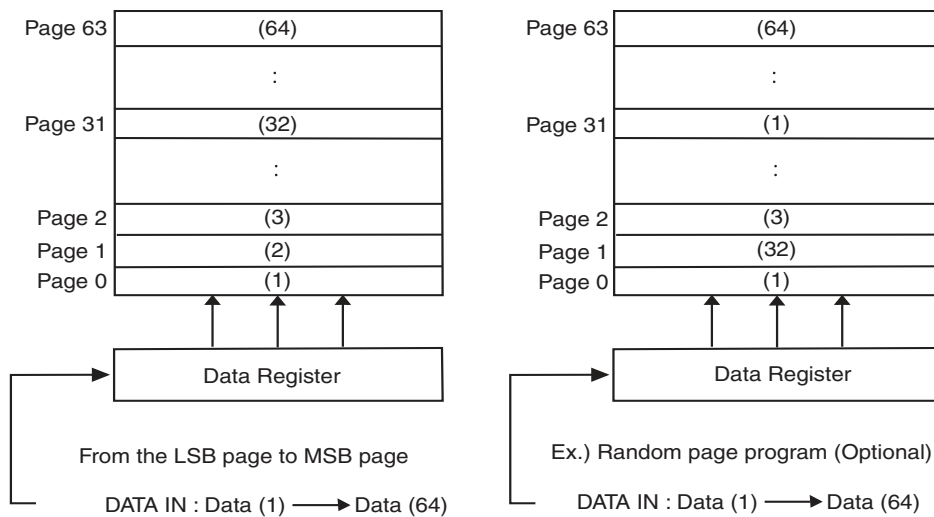 Page 63 (64)
:
Page 31 (32)
:
Page 2 (3)
Page 1 (2)
Page 0 (1)
Data Register
From the LSB page to MSB page
DATA IN : Data (1) Data (64)
Page 63 (64)
:
Page 31 (1)
:
Page 2 (3)
Page 1 (32)
Page 0 (1)
Data Register
Ex.) Random page program (Optional)
DATA IN : Data (1) Data (64)